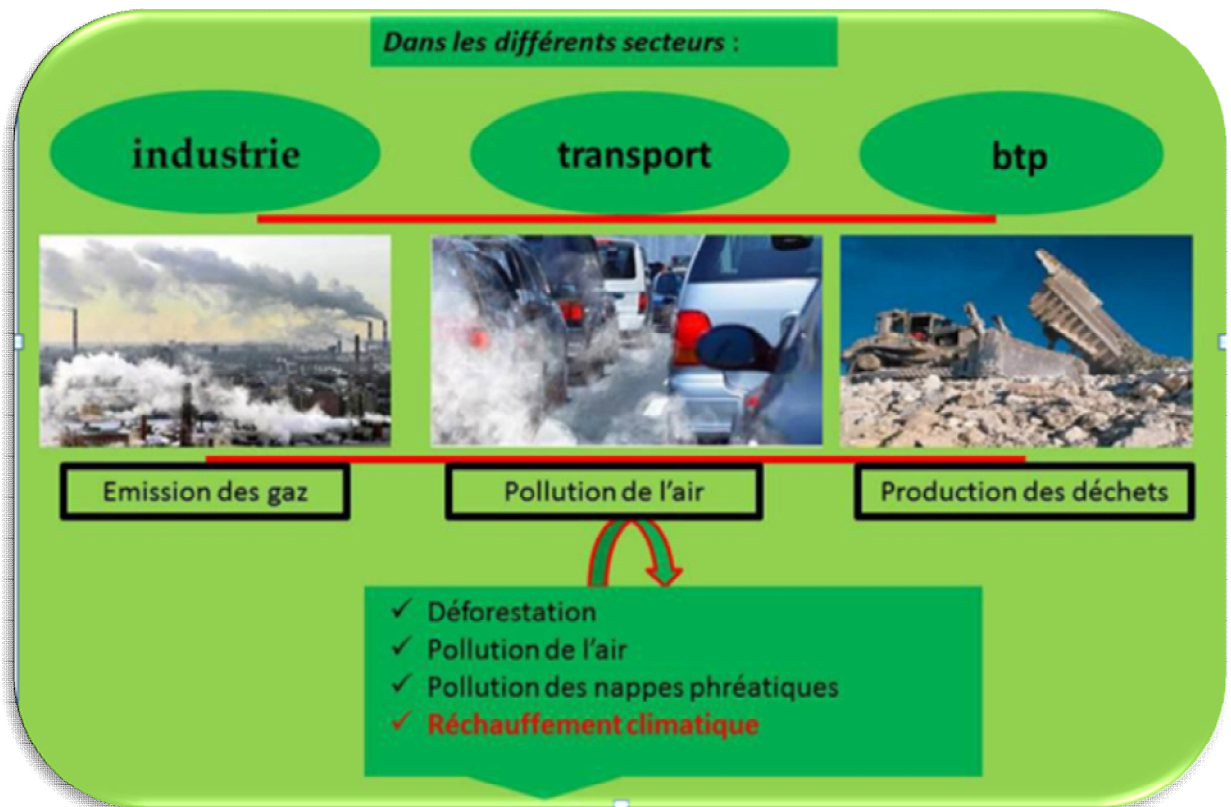 Dans les différents secteurs :
industrie
transport
btp
Emission des gaz
Pollution de l'air
Production des déchets
✓ Déforestation
✓ Pollution de l'air
✓ Pollution des nappes phréatiques
✓ Réchauffement climatique